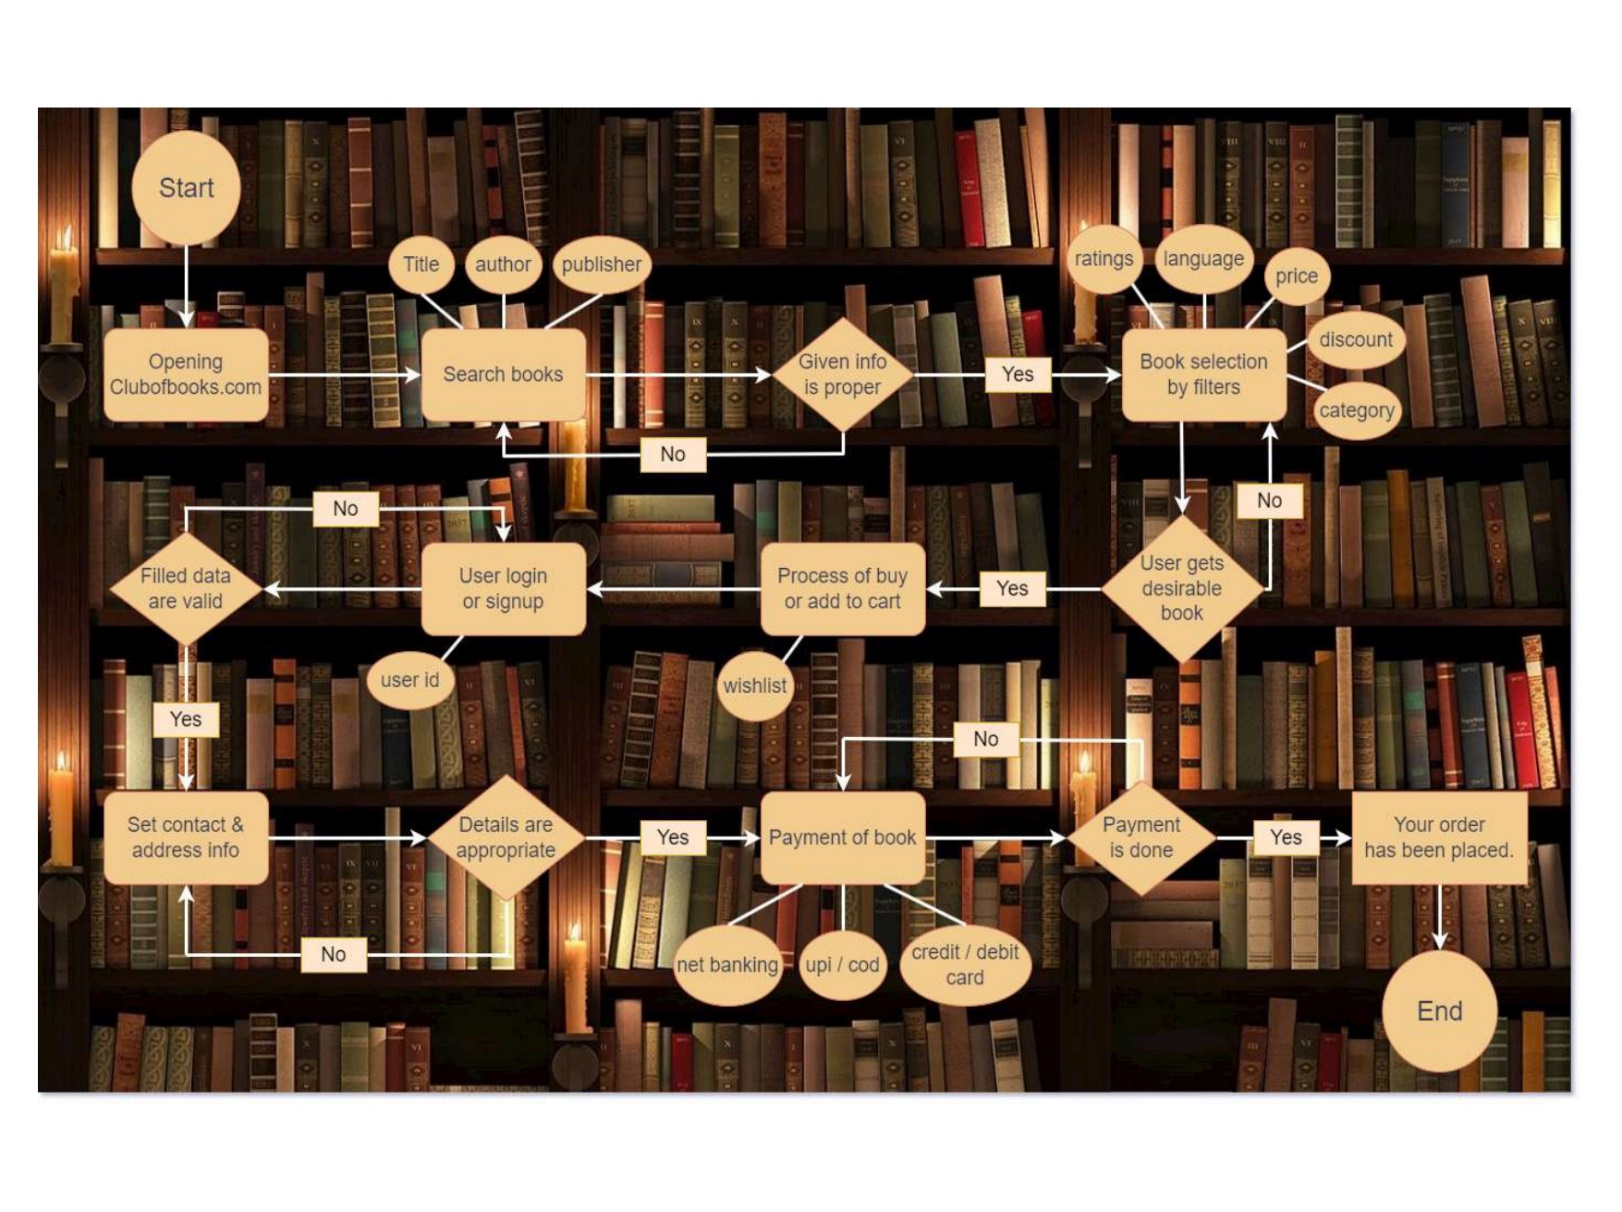 Start
Title
author
publisher
ratings
language
price
discount
category
Opening
Clubofbooks.com
Search books
Given info
is proper
Yes
Book selection
by filters
No
No
No
Filled data
are valid
User login
or signup
Process of buy
or add to cart
Yes
User gets
desirable
book
user id
wishlist
Yes
No
Set contact &
address info
Details are
appropriate
Yes
Payment of book
Payment
is done
Yes
Your order
has been placed.
No
net banking
upi / cod
credit / debit
card
End